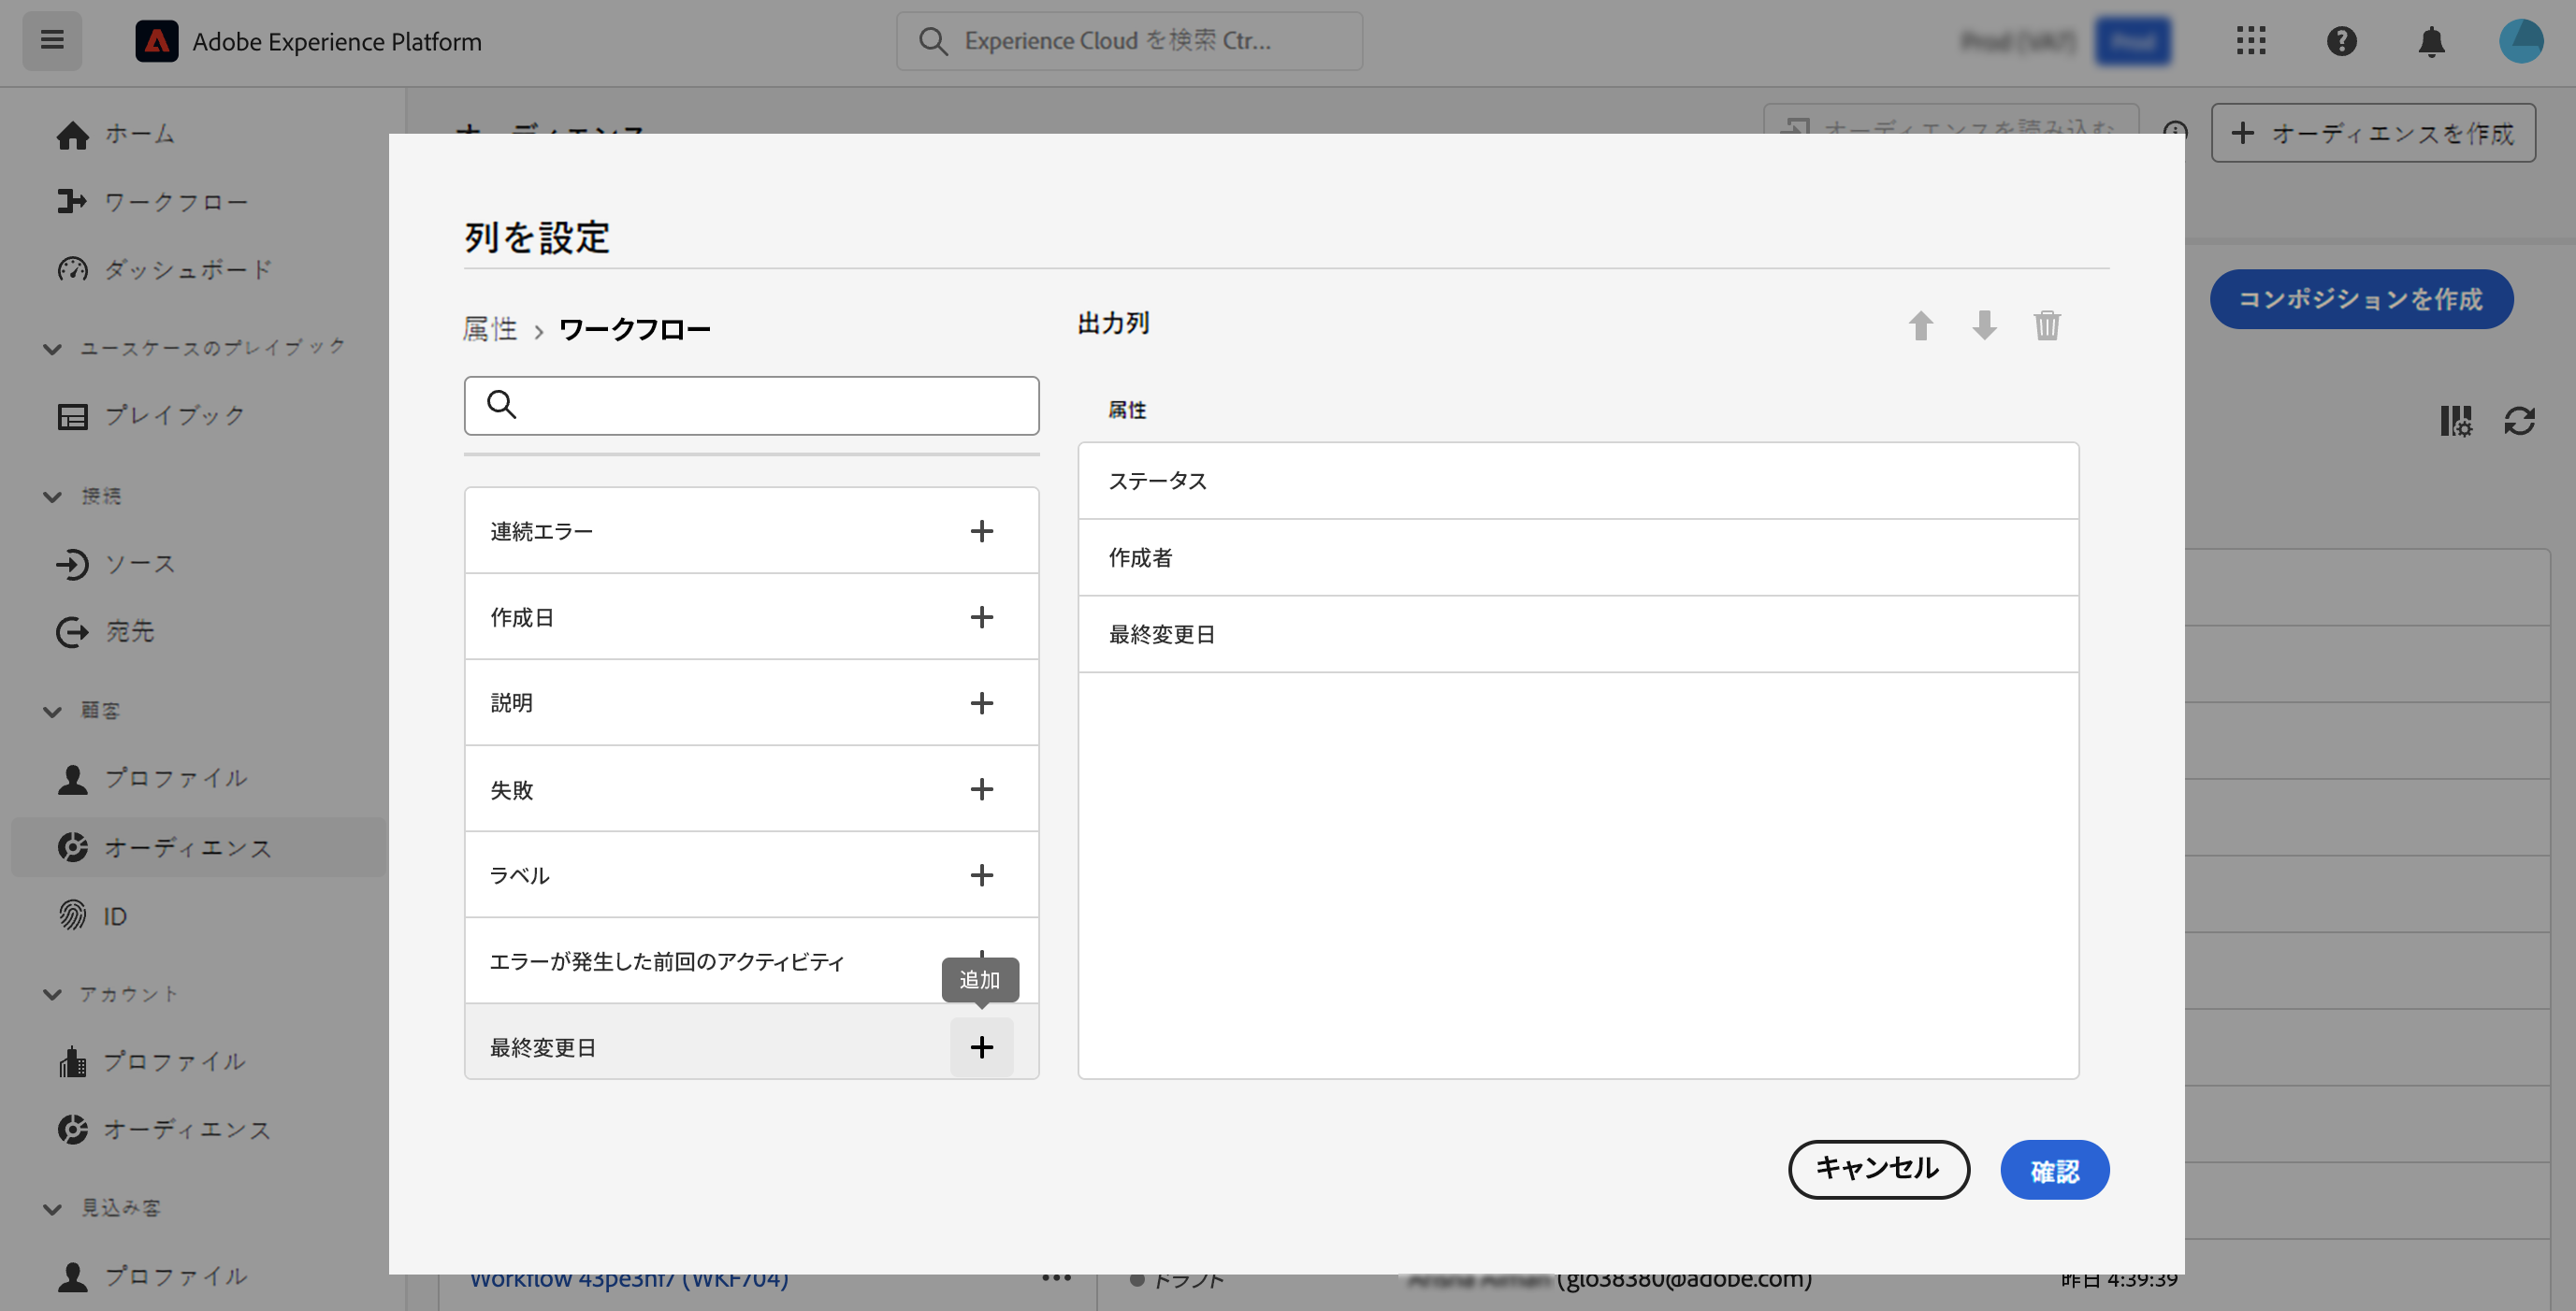 Adobe Experience Platform
Experience Cloud を検索 Ctr...
ホーム
ワークフロー
ダッシュボード
ユースケースのプレイブック
プレイブック
接続
ソース
宛先
顧客
プロファイル
オーディエンス
ID
アカウント
プロファイル
オーディエンス
見込み客
プロファイル
オーディエンス
オーディエンスを読み込む
オーディエンスを作成
コンポジションを作成
列を設定
属性 › ワークフロー
連続エラー
作成日
説明
失敗
ラベル
エラーが発生した前回のアクティビティ
追加
最終変更日
出力列
属性
ステータス
作成者
最終変更日
キャンセル
確認
Workflow 43pe3hf7 (WKF704)
ドラフト
(glo38380@adobe.com)
昨日 4:39:39